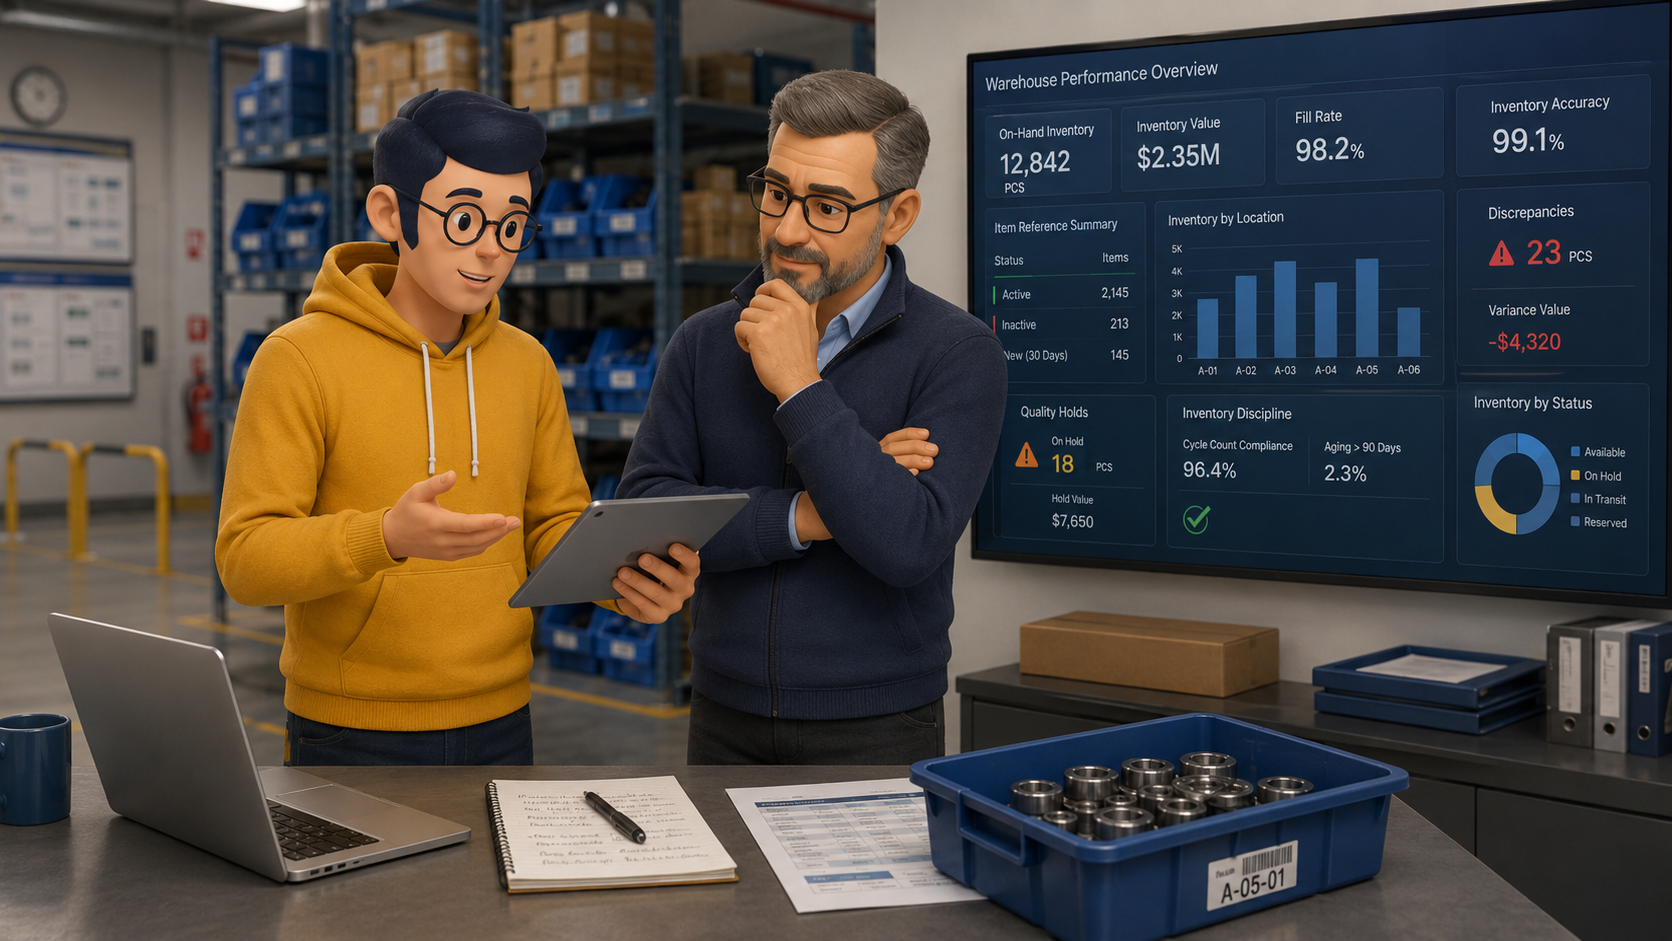 Warehouse Performance Overview
On-Hand Inventory
12,842
PCS
Inventory Value
$2.35M
Fill Rate
98.2%
Inventory Accuracy
99.1%
Item Reference Summary
Status Items
Active 2,145
Inactive 213
New (30 Days) 145
Inventory by Location
5K
4K
3K
2K
1K
0
A-01 A-02 A-03 A-04 A-05 A-06
Discrepancies
23 PCS
Variance Value
-$4,320
Quality Holds
On Hold
18 PCS
Hold Value
$7,650
Inventory Discipline
Cycle Count Compliance
96.4%
Aging > 90 Days
2.3%
Inventory by Status
Available
On Hold
In Transit
Reserved
A-05-01